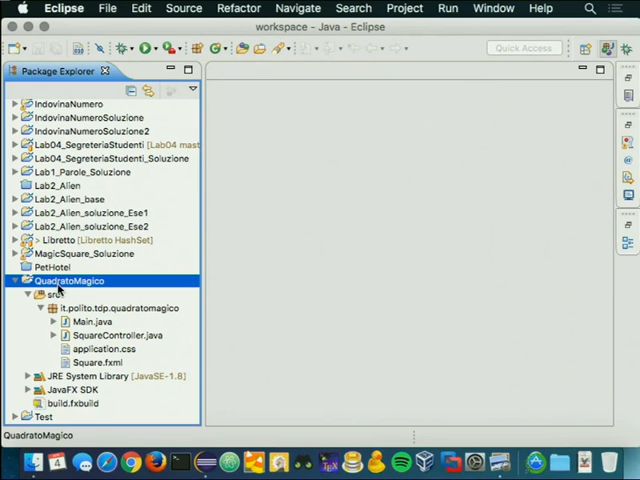 Eclipse File Edit Source Refactor Navigate Search Project Run Window Help
workspace - Java - Eclipse
Quick Access
Package Explorer
IndovinaNumero
IndovinaNumeroSoluzione
IndovinaNumeroSoluzione2
Lab04_SegreteriaStudenti [Lab04 mast
Lab04_SegreteriaStudenti_Soluzione
Lab1_Parole_Soluzione
Lab2_Alien
Lab2_Alien_base
Lab2_Alien_soluzione_Ese1
Lab2_Alien_soluzione_Ese2
> Libretto [Libretto HashSet]
MagicSquare_Soluzione
PetHotel
QuadratoMagico
src
it.polito.tdp.quadratomagico
Main.java
SquareController.java
application.css
Square.fxml
JRE System Library [JavaSE-1.8]
JavaFX SDK
build.fxbuild
Test
QuadratoMagico